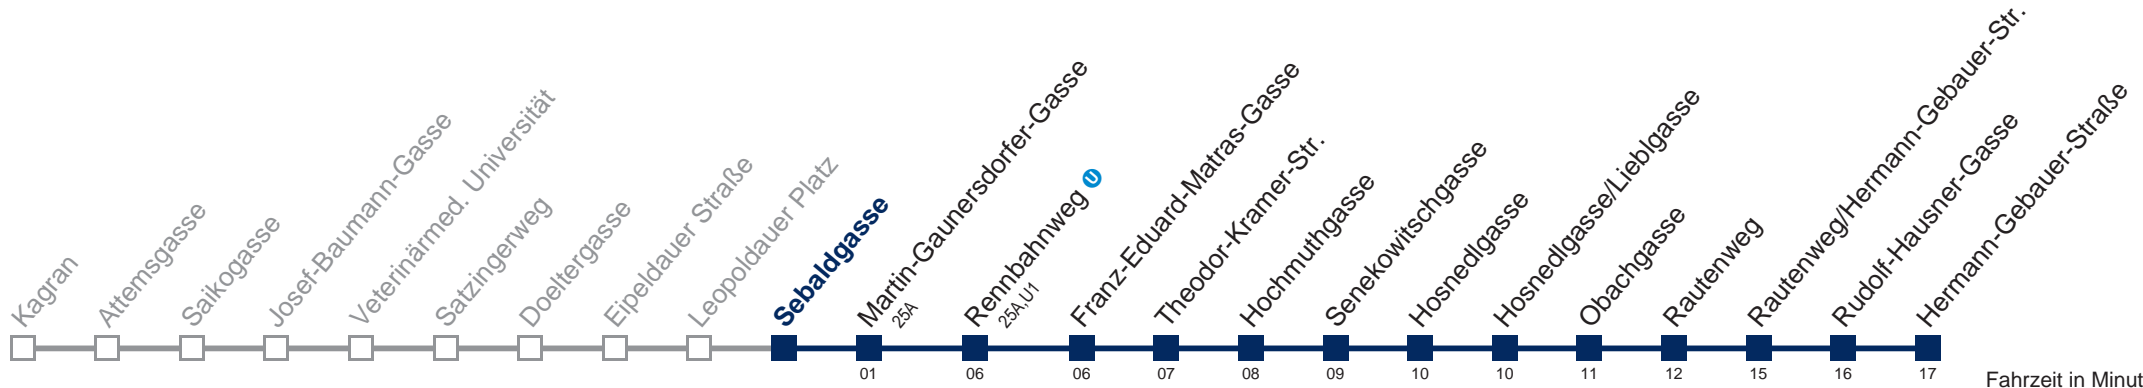 Kagran
Attemsgasse
Saikogasse
Josef-Baumann-Gasse
Veterinärmed. Universität
Satzingerweg
Doeltergasse
Eipeldauer Straße
Leopoldauer Platz
Sebaldgasse
Martin-Gaunersdorfer-Gasse
25A
Rennbahnweg U
25A,U1
Franz-Eduard-Matras-Gasse
Theodor-Kramer-Str.
Hochmuthgasse
Senekowitschgasse
Hosnedlgasse
Hosnedlgasse/Lieblgasse
Obachgasse
Rautenweg
Rautenweg/Hermann-Gebauer-Str.
Rudolf-Hausner-Gasse
Hermann-Gebauer-Straße
01 06 06 07 08 09 10 10 11 12 15 16 17
Fahrzeit in Minut